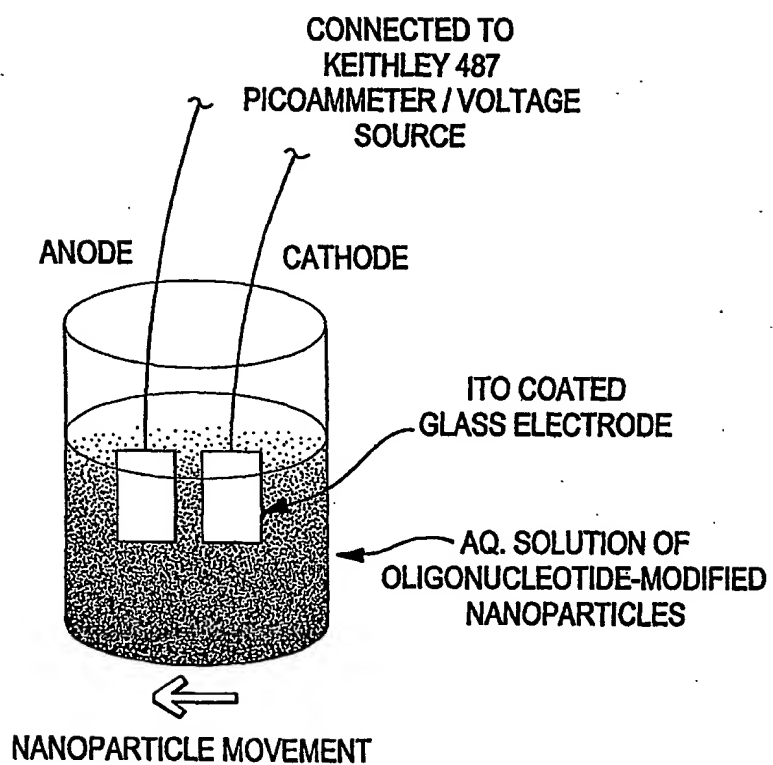 CONNECTED TO
KEITHLEY 487
PICOAMMETER / VOLTAGE
SOURCE
ANODE
CATHODE
ITO COATED
GLASS ELECTRODE
AQ. SOLUTION OF
OLIGONUCLEOTIDE-MODIFIED
NANOPARTICLES
NANOPARTICLE MOVEMENT